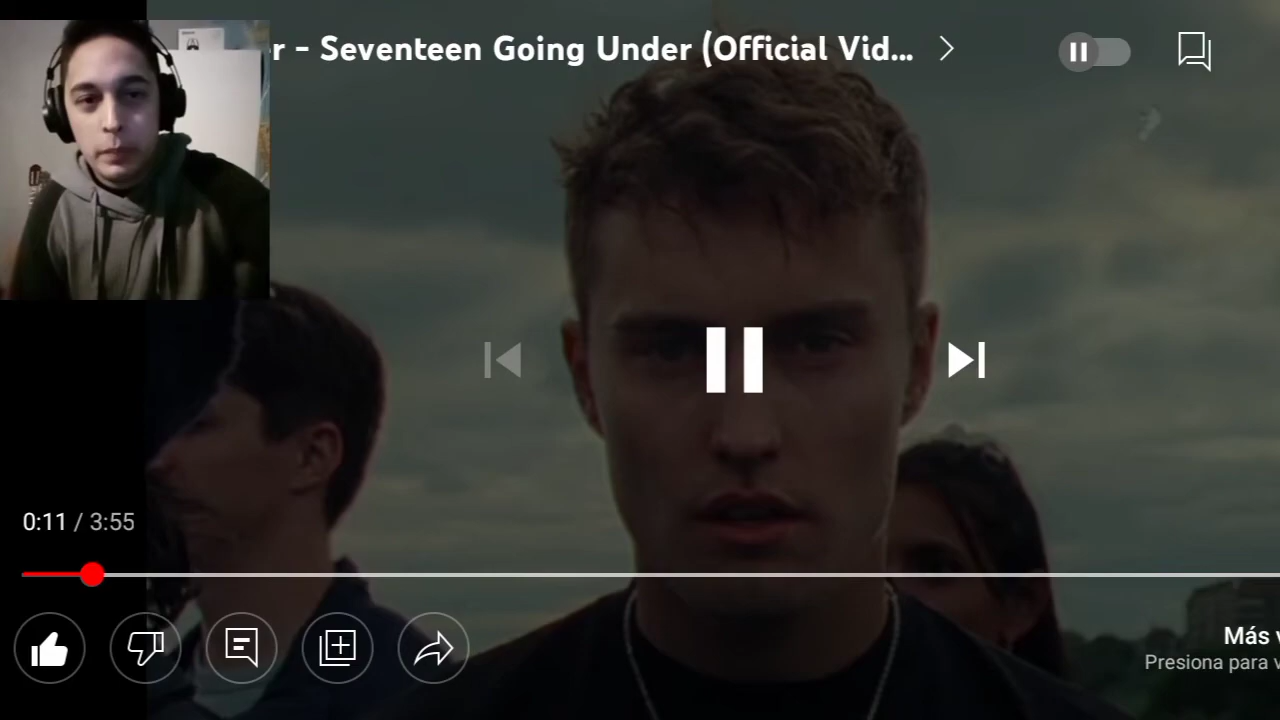 r - Seventeen Going Under (Official Vid...
0:11 / 3:55
Más
Presiona para